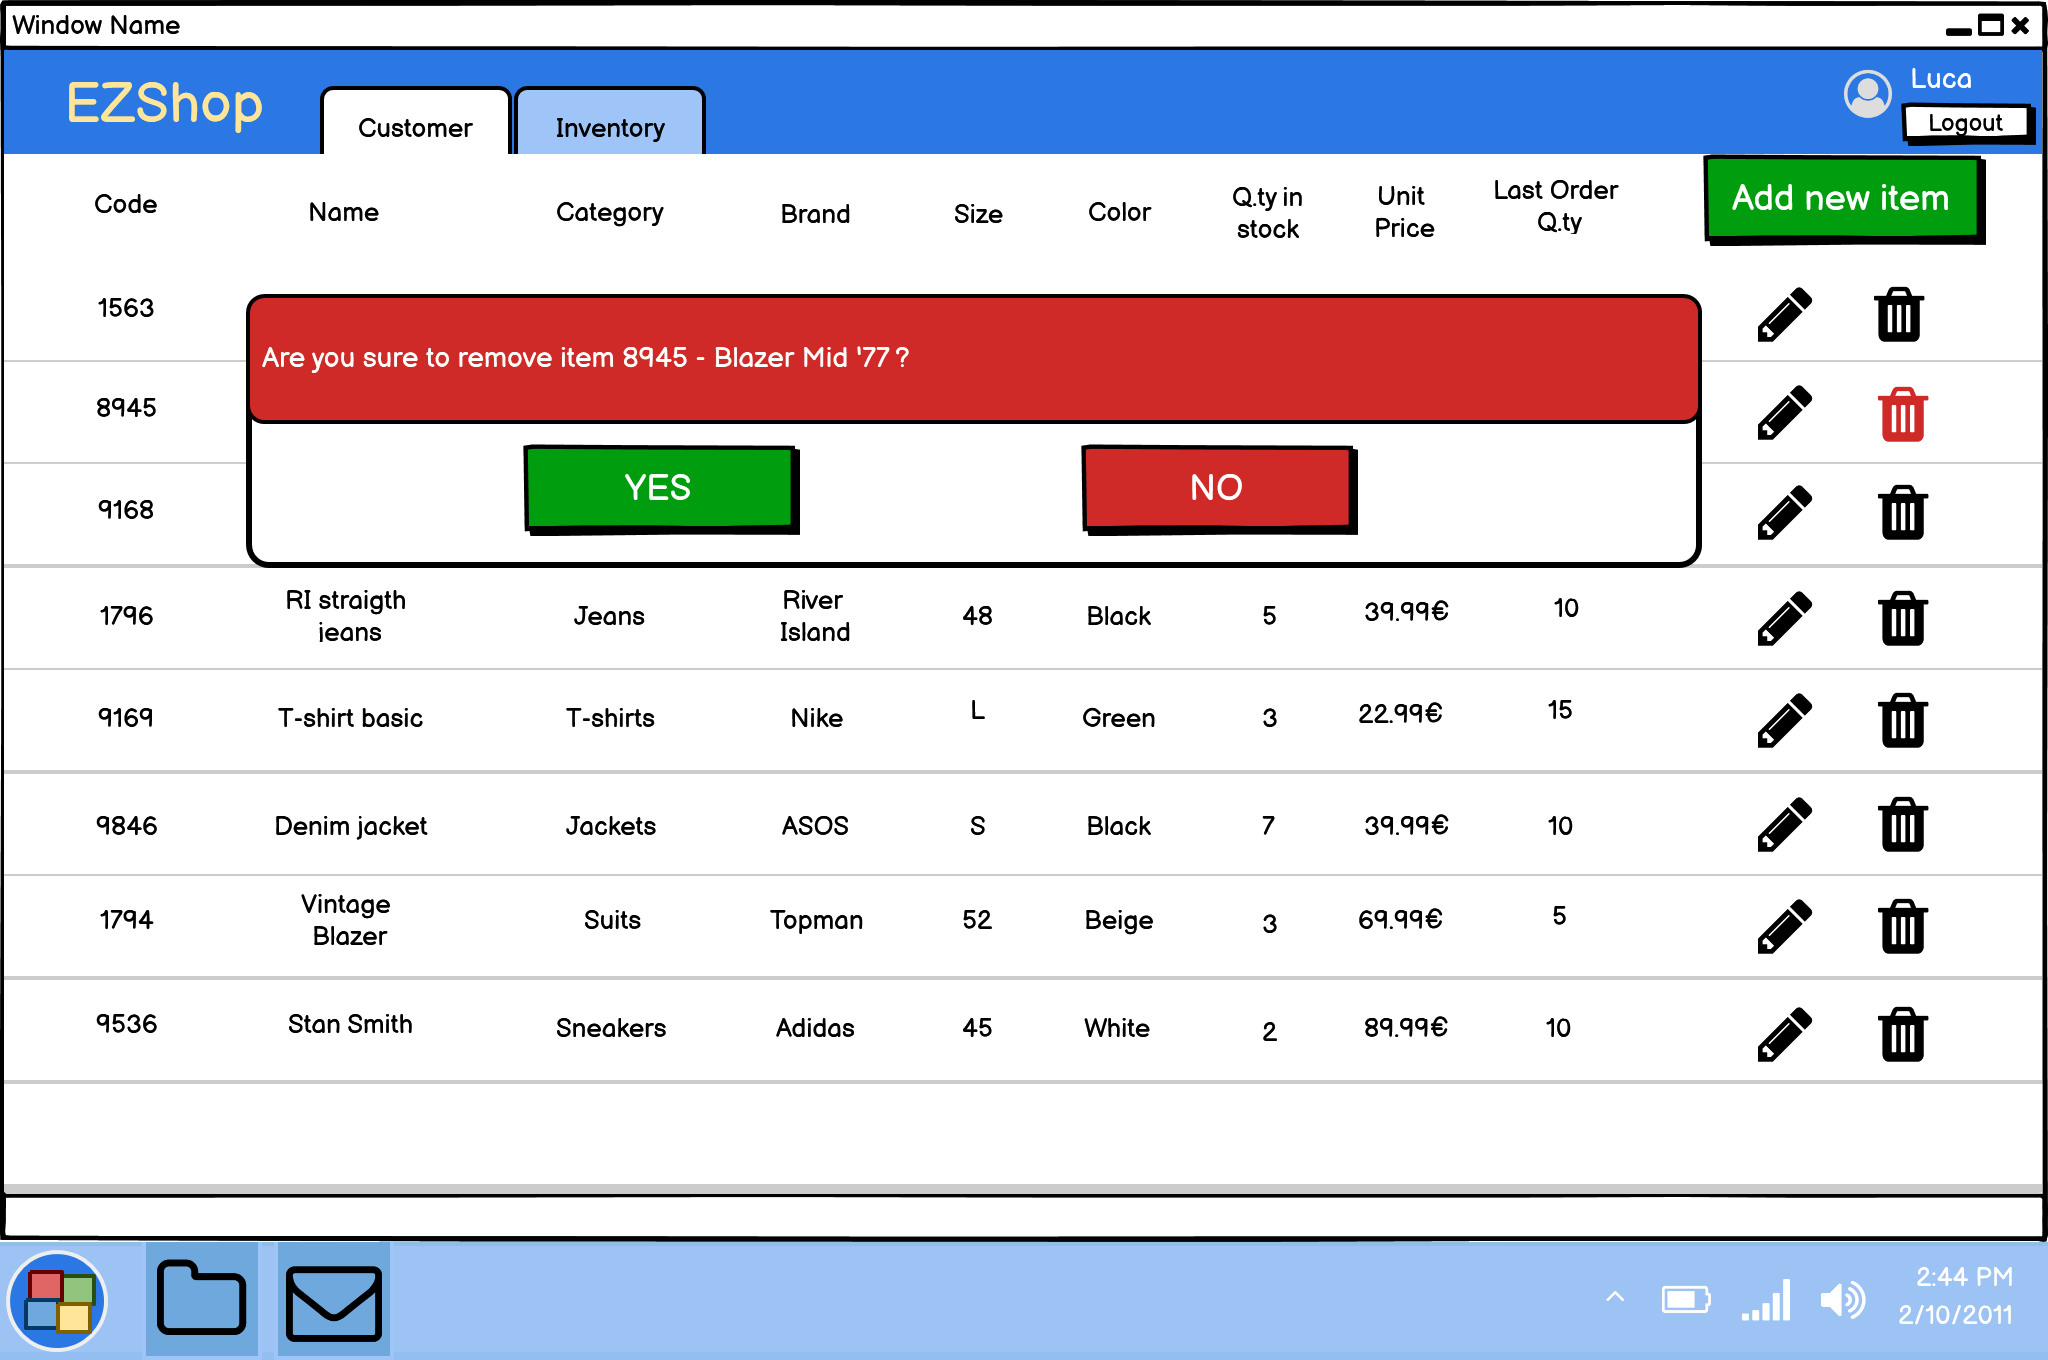 Window Name
EZShop
Customer
Inventory
Luca
Logout
Code
Name
Category
Brand
Size
Color
Q.ty in
stock
Unit
Price
Last Order
Q.ty
Add new item
1563
Are you sure to remove item 8945 - Blazer Mid '77 ?
8945
YES
NO
9168
1796
RI straigth
jeans
Jeans
River
Island
48
Black
5
39.99€
10
9169
T-shirt basic
T-shirts
Nike
L
Green
3
22.99€
15
9846
Denim jacket
Jackets
ASOS
S
Black
7
39.99€
10
1794
Vintage
Blazer
Suits
Topman
52
Beige
3
69.99€
5
9536
Stan Smith
Sneakers
Adidas
45
White
2
89.99€
10
2:44 PM
2/10/2011